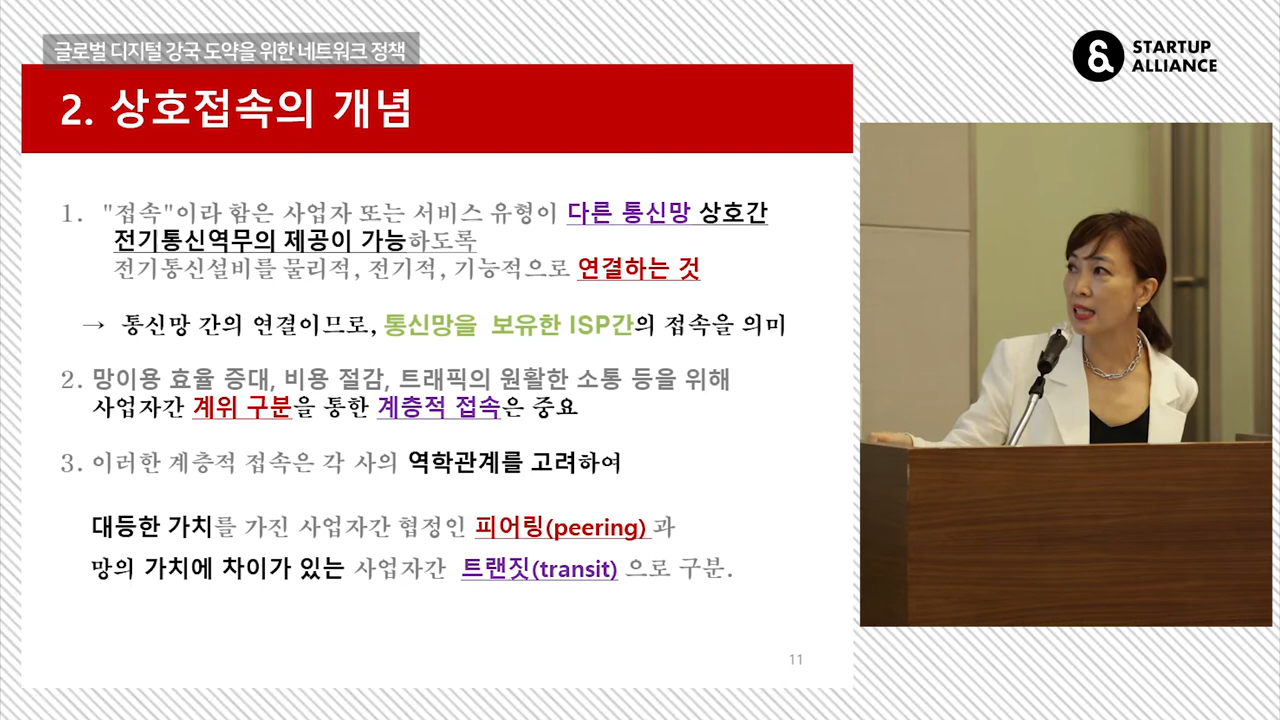 글로벌 디지털 강국 도약을 위한 네트워크 정책
STARTUP
ALLIANCE
2. 상호접속의 개념
1. "접속"이라 함은 사업자 또는 서비스 유형이 다른 통신망 상호간
전기통신역무의 제공이 가능하도록
전기통신설비를 물리적, 전기적, 기능적으로 연결하는 것
→ 통신망 간의 연결이므로, 통신망을 보유한 ISP간의 접속을 의미
2. 망이용 효율 증대, 비용 절감, 트래픽의 원활한 소통 등을 위해
사업자간 계위 구분을 통한 계층적 접속은 중요
3. 이러한 계층적 접속은 각 사의 역학관계를 고려하여
대등한 가치를 가진 사업자간 협정인 피어링(peering) 과
망의 가치에 차이가 있는 사업자간 트랜짓(transit) 으로 구분.
11